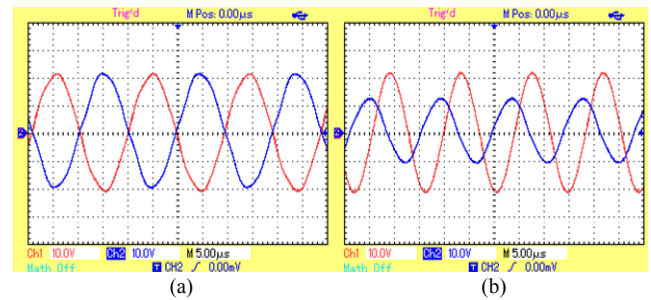 Trig'd M Pos: 0.00μs
Ch1 10.0V Ch2 10.0V M 5.00μs
Math Off T CH2 0.00mV
(a)
Trig'd M Pos: 0.00μs
Ch1 10.0V Ch2 10.0V M 5.00μs
Math Off T CH2 0.00mV
(b)